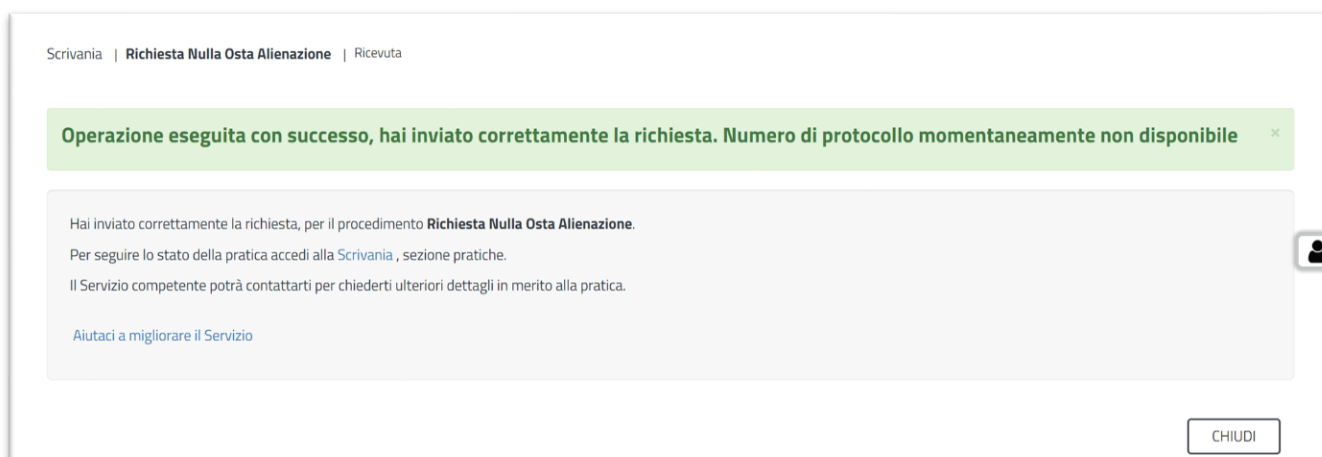 Scrivania | Richiesta Nulla Osta Alienazione | Ricevuta
Operazione eseguita con successo, hai inviato correttamente la richiesta. Numero di protocollo momentaneamente non disponibile ×
Hai inviato correttamente la richiesta, per il procedimento Richiesta Nulla Osta Alienazione.
Per seguire lo stato della pratica accedi alla Scrivania , sezione pratiche.
Il Servizio competente potrà contattarti per chiederti ulteriori dettagli in merito alla pratica.
Aiutaci a migliorare il Servizio
CHIUDI